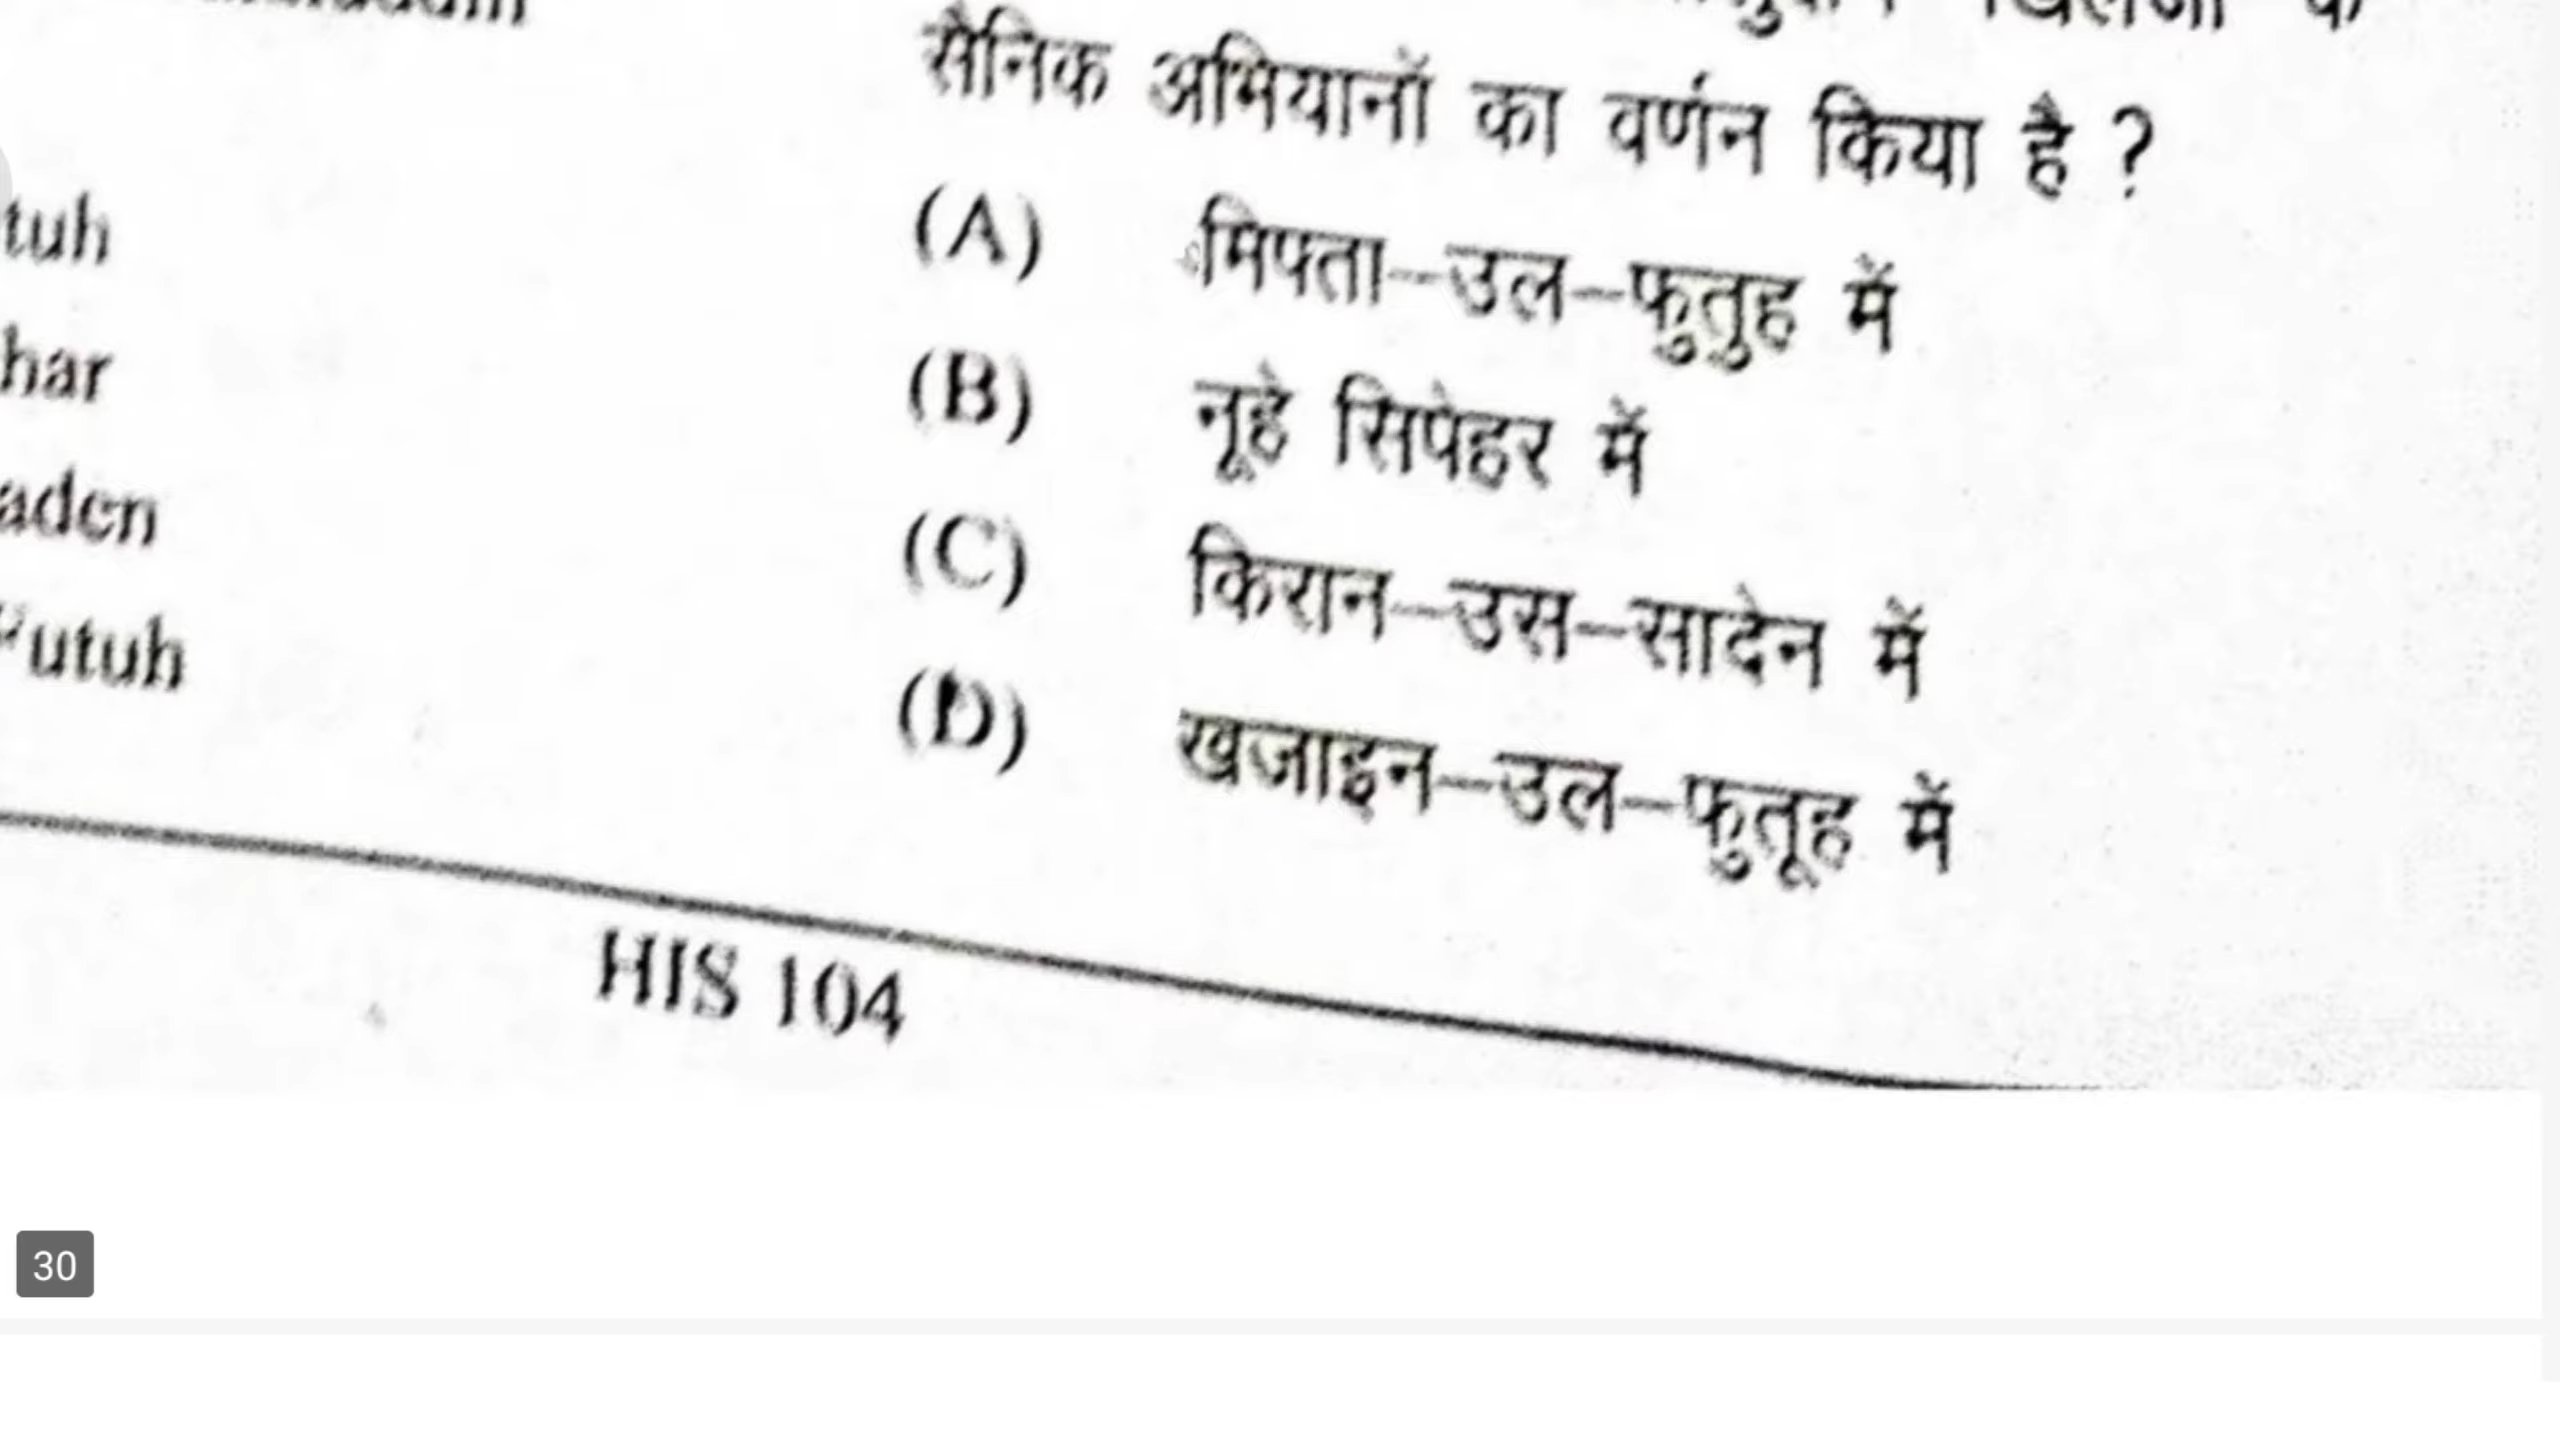 सैनिक अभियानों का वर्णन किया है ?
(A) मिफ्ता–उल–फुतुह में
(B) नूहे सिपेहर में
(C) किरान–उस–सादेन में
(D) खजाइन–उल–फुतूह में
tuh
har
aden
utuh
HIS 104
30